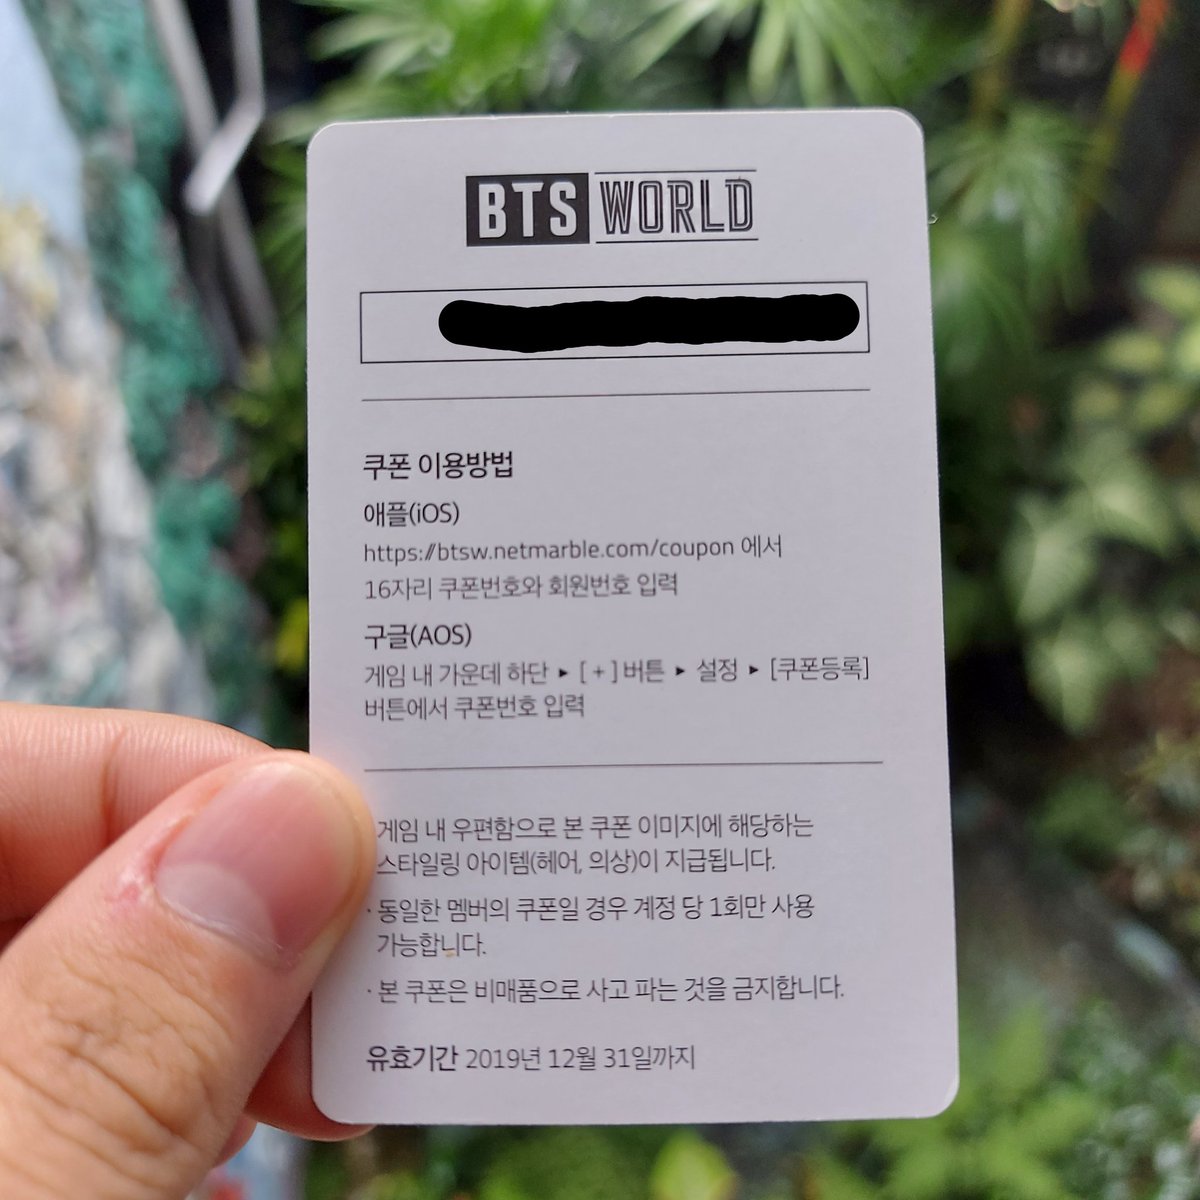 BTS WORLD
쿠폰 이용방법
애플(iOS)
https://btsw.netmarble.com/coupon 에서
16자리 쿠폰번호와 회원번호 입력
구글(AOS)
게임 내 가운데 하단 ▸ [ + ] 버튼 ▸ 설정 ▸ [쿠폰등록]
버튼에서 쿠폰번호 입력
게임 내 우편함으로 본 쿠폰 이미지에 해당하는
스타일링 아이템(헤어, 의상)이 지급됩니다.
· 동일한 멤버의 쿠폰일 경우 계정 당 1회만 사용
가능합니다.
· 본 쿠폰은 비매품으로 사고 파는 것을 금지합니다.
유효기간 2019년 12월 31일까지